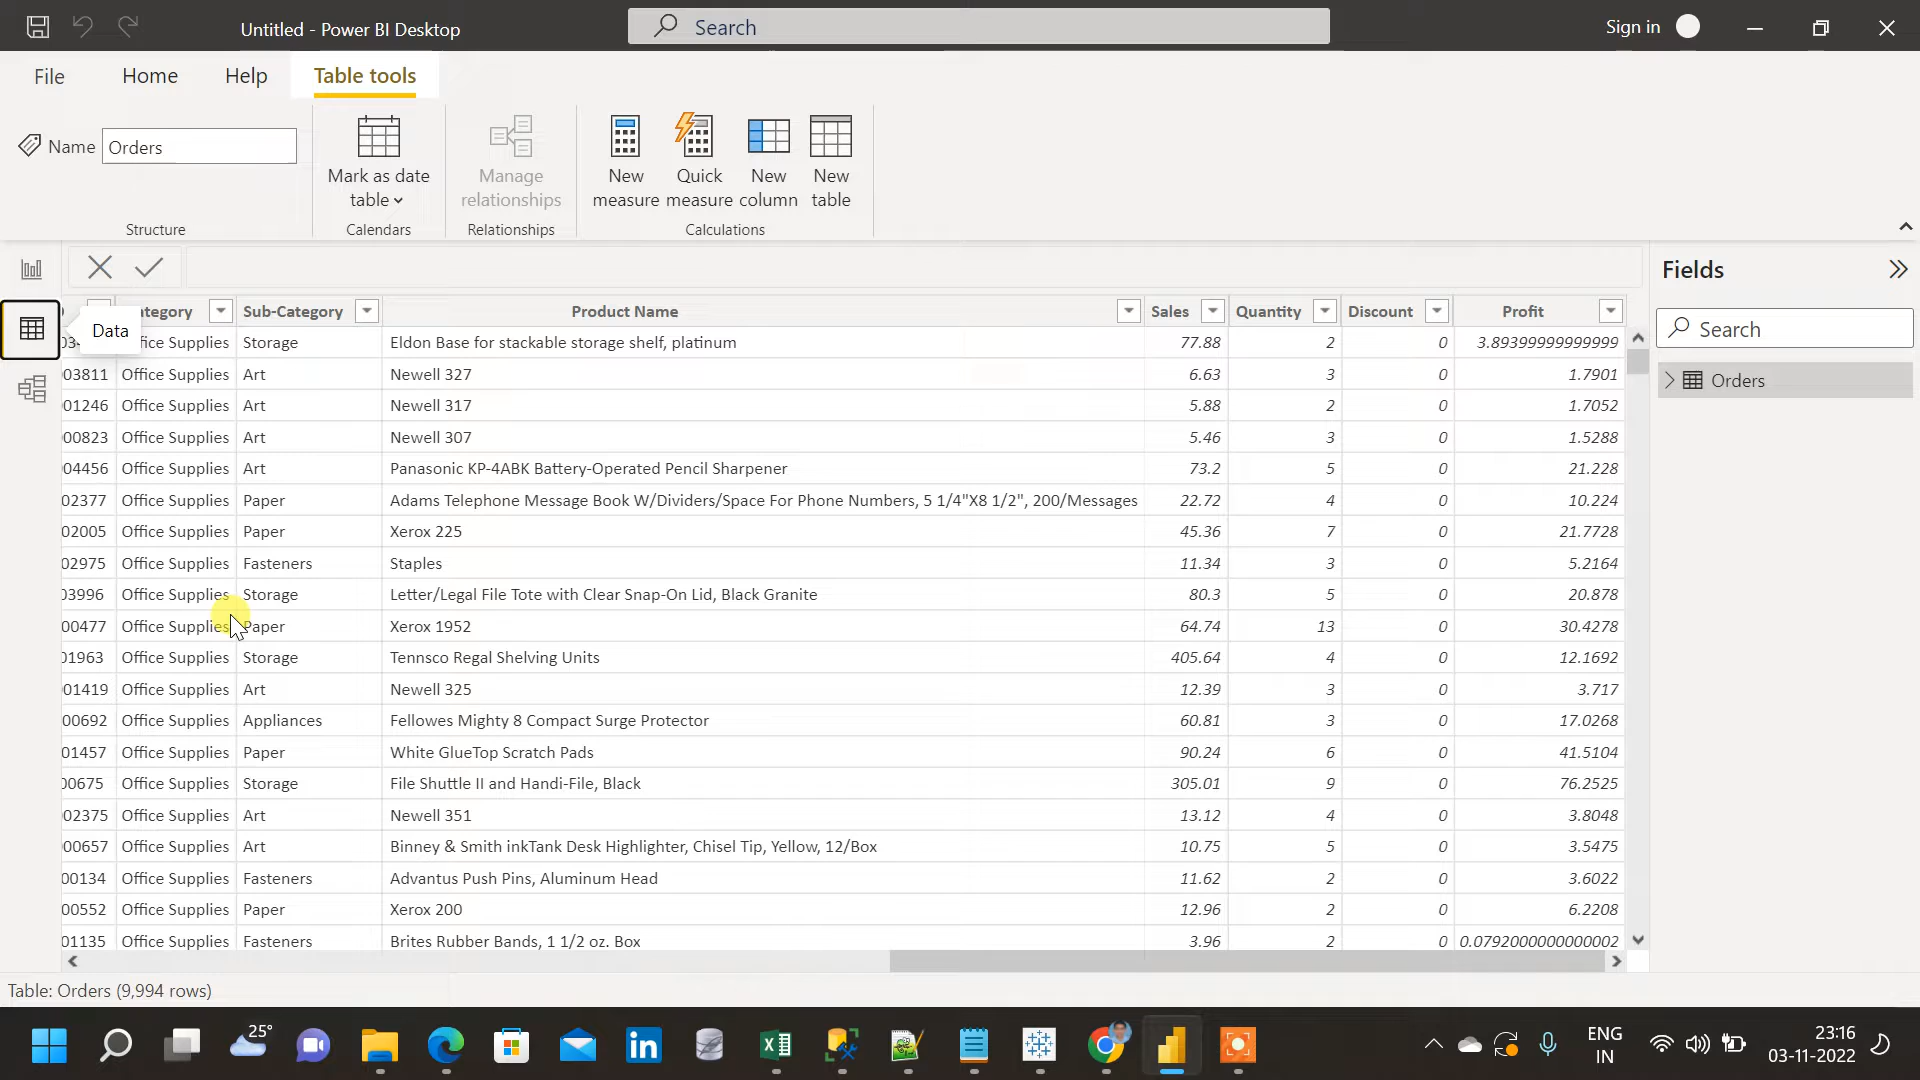 Untitled - Power BI Desktop
Search
Sign in
File
Home
Help
Table tools
Name
Orders
Structure
Mark as date
table
Calendars
Manage
relationships
Relationships
New
measure
Quick
measure
New
column
New
table
Calculations
Data
Fields
Search
Orders
tegory Sub-Category Product Name Sales Quantity Discount Profit
fice Supplies Storage Eldon Base for stackable storage shelf, platinum 77.88 2 0 3.89399999999999
03811 Office Supplies Art Newell 327 6.63 3 0 1.7901
01246 Office Supplies Art Newell 317 5.88 2 0 1.7052
00823 Office Supplies Art Newell 307 5.46 3 0 1.5288
04456 Office Supplies Art Panasonic KP-4ABK Battery-Operated Pencil Sharpener 73.2 5 0 21.228
02377 Office Supplies Paper Adams Telephone Message Book W/Dividers/Space For Phone Numbers, 5 1/4"X8 1/2", 200/Messages 22.72 4 0 10.224
02005 Office Supplies Paper Xerox 225 45.36 7 0 21.7728
02975 Office Supplies Fasteners Staples 11.34 3 0 5.2164
03996 Office Supplies Storage Letter/Legal File Tote with Clear Snap-On Lid, Black Granite 80.3 5 0 20.878
00477 Office Supplies Paper Xerox 1952 64.74 13 0 30.4278
01963 Office Supplies Storage Tennsco Regal Shelving Units 405.64 4 0 12.1692
01419 Office Supplies Art Newell 325 12.39 3 0 3.717
00692 Office Supplies Appliances Fellowes Mighty 8 Compact Surge Protector 60.81 3 0 17.0268
01457 Office Supplies Paper White GlueTop Scratch Pads 90.24 6 0 41.5104
00675 Office Supplies Storage File Shuttle II and Handi-File, Black 305.01 9 0 76.2525
02375 Office Supplies Art Newell 351 13.12 4 0 3.8048
00657 Office Supplies Art Binney & Smith inkTank Desk Highlighter, Chisel Tip, Yellow, 12/Box 10.75 5 0 3.5475
00134 Office Supplies Fasteners Advantus Push Pins, Aluminum Head 11.62 2 0 3.6022
00552 Office Supplies Paper Xerox 200 12.96 2 0 6.2208
01135 Office Supplies Fasteners Brites Rubber Bands, 1 1/2 oz. Box 3.96 2 0 0.0792000000000002
Table: Orders (9,994 rows)
25°
ENG
IN
23:16
03-11-2022